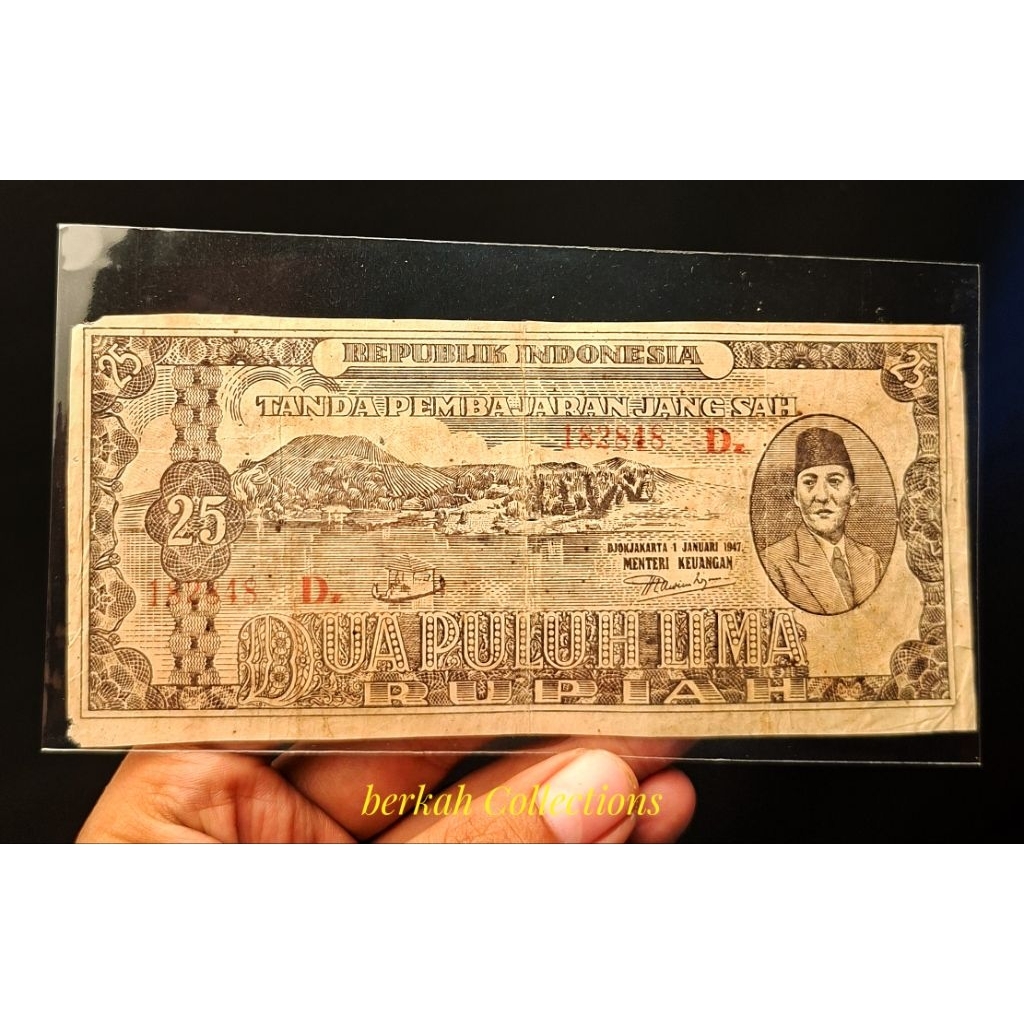 25
REPUBLIK INDONESIA
25
TANDA PEMBAJARAN JANG SAH.
182848 D.
25
DJOKJAKARTA 1 JANUARI 1947.
MENTERI KEUANGAN
182848 D.
DUA PULUH LIMA
RUPIAH
berkah Collections